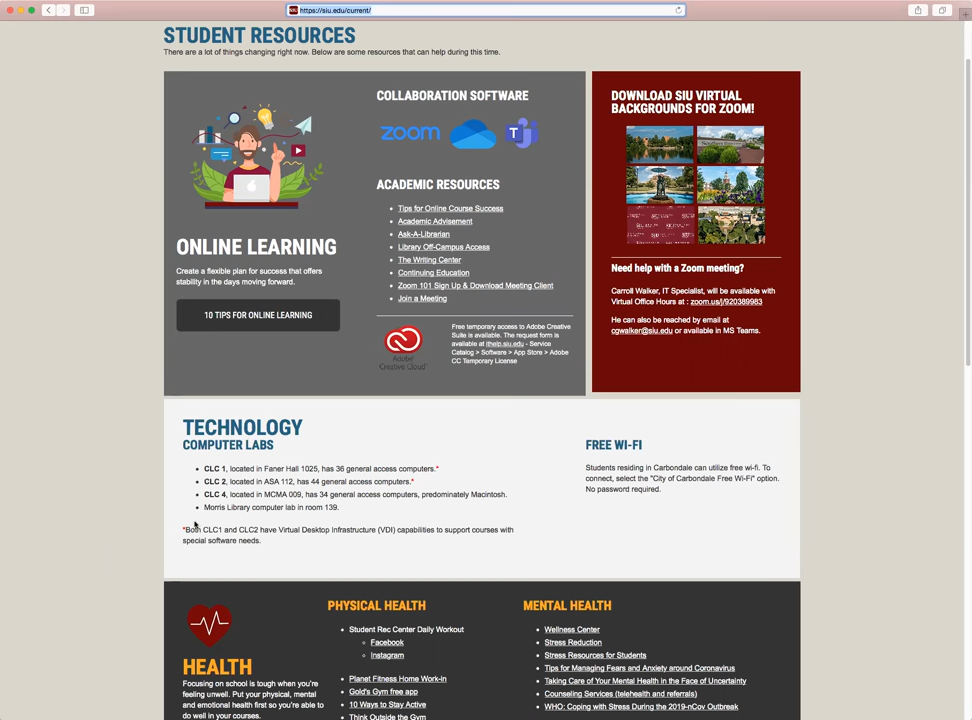 https://siu.edu/current/
STUDENT RESOURCES
There are a lot of things changing right now. Below are some resources that can help during this time.
ONLINE LEARNING
Create a flexible plan for success that offers
stability in the days moving forward.
10 TIPS FOR ONLINE LEARNING
COLLABORATION SOFTWARE
zoom
T
ACADEMIC RESOURCES
Tips for Online Course Success
Academic Advisement
Ask-A-Librarian
Library Off-Campus Access
The Writing Center
Continuing Education
Zoom 101 Sign Up & Download Meeting Client
Join a Meeting
Adobe
Creative Cloud
Free temporary access to Adobe Creative
Suite is available. The request form is
available at ithelp.siu.edu - Service
Catalog > Software > App Store > Adobe
CC Temporary License
DOWNLOAD SIU VIRTUAL
BACKGROUNDS FOR ZOOM!
Need help with a Zoom meeting?
Carroll Walker, IT Specialist, will be available with
Virtual Office Hours at : zoom.us/j/920389983
He can also be reached by email at
cgwalker@siu.edu or available in MS Teams.
TECHNOLOGY
COMPUTER LABS
CLC 1, located in Faner Hall 1025, has 36 general access computers.*
CLC 2, located in ASA 112, has 44 general access computers.*
CLC 4, located in MCMA 009, has 34 general access computers, predominately Macintosh.
Morris Library computer lab in room 139.
*Both CLC1 and CLC2 have Virtual Desktop Infrastructure (VDI) capabilities to support courses with
special software needs.
FREE WI-FI
Students residing in Carbondale can utilize free wi-fi. To
connect, select the "City of Carbondale Free Wi-Fi" option.
No password required.
HEALTH
Focusing on school is tough when you're
feeling unwell. Put your physical, mental
and emotional health first so you're able to
do well in your courses.
PHYSICAL HEALTH
Student Rec Center Daily Workout
Facebook
Instagram
Planet Fitness Home Work-in
Gold's Gym free app
10 Ways to Stay Active
Think Outside the Gym
MENTAL HEALTH
Wellness Center
Stress Reduction
Stress Resources for Students
Tips for Managing Fears and Anxiety around Coronavirus
Taking Care of Your Mental Health in the Face of Uncertainty
Counseling Services (telehealth and referrals)
WHO: Coping with Stress During the 2019-nCov Outbreak